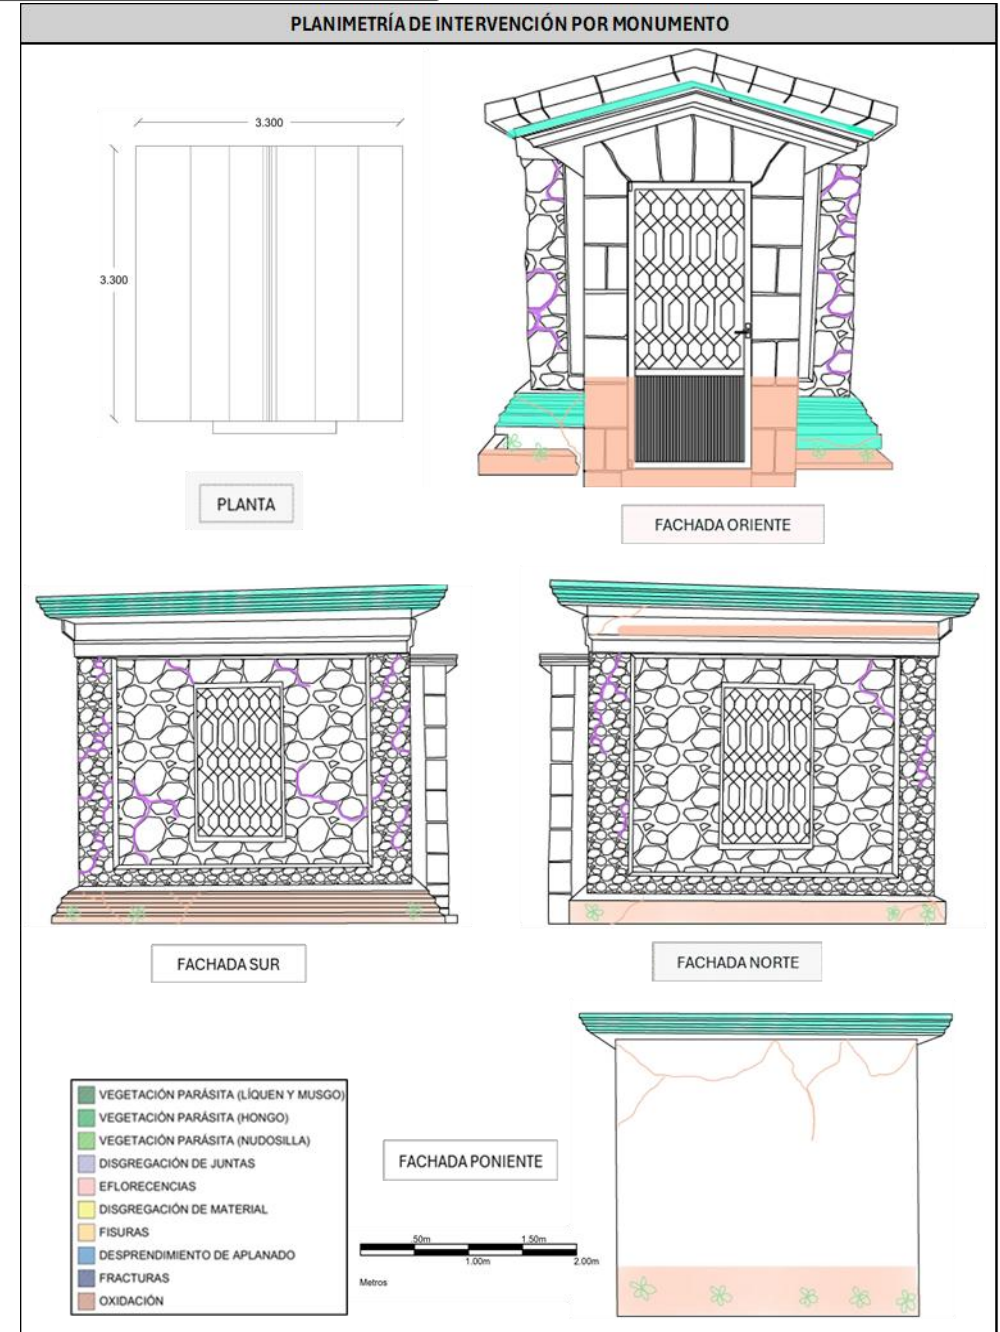 PLANIMETRÍA DE INTERVENCIÓN POR MONUMENTO
3.300
3.300
PLANTA
FACHADA ORIENTE
FACHADA SUR
FACHADA NORTE
VEGETACIÓN PARÁSITA (LÍQUEN Y MUSGO)
VEGETACIÓN PARÁSITA (HONGO)
VEGETACIÓN PARÁSITA (NUDOSILLA)
DISGREGACIÓN DE JUNTAS
EFLORECENCIAS
DISGREGACIÓN DE MATERIAL
FISURAS
DESPRENDIMIENTO DE APLANADO
FRACTURAS
OXIDACIÓN
FACHADA PONIENTE
.50m 1.50m
1.00m 2.00m
Metros